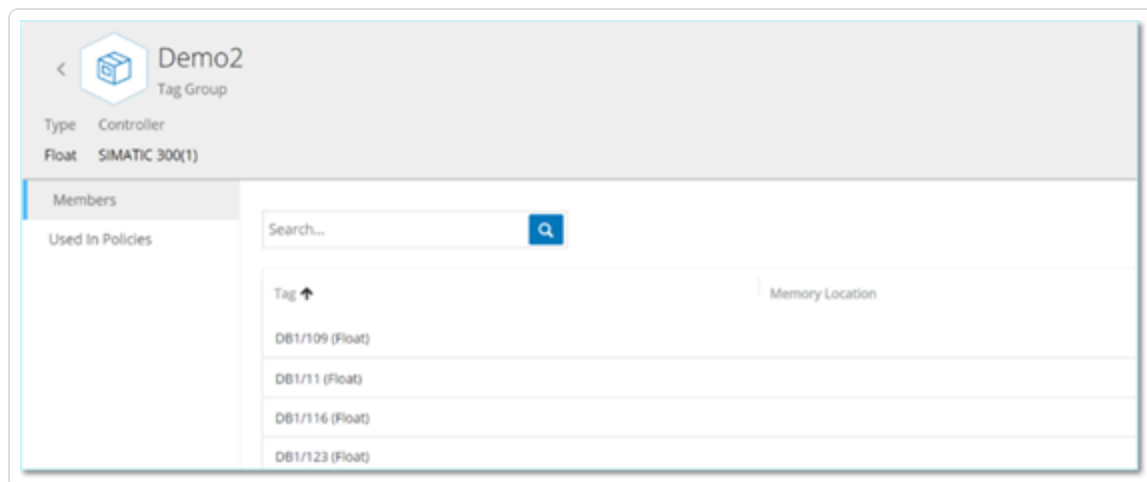 Demo2
Tag Group
Type Controller
Float SIMATIC 300(1)
Members
Used In Policies
Search...
Tag Memory Location
DB1/109 (Float)
DB1/11 (Float)
DB1/116 (Float)
DB1/123 (Float)